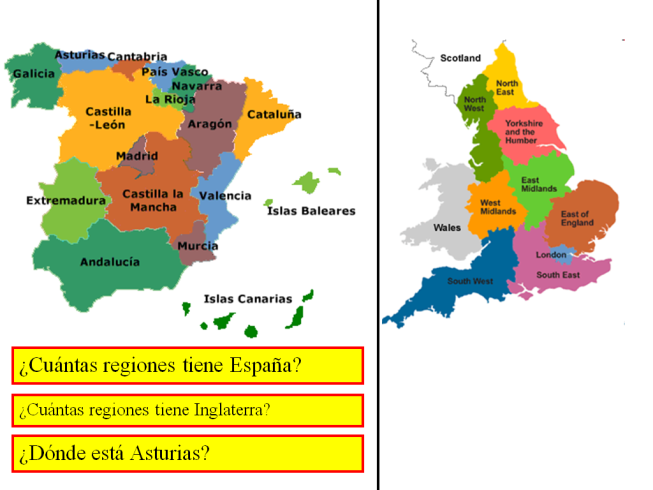 Asturias
Cantabria
Galicia
País Vasco
Navarra
La Rioja
Castilla
-León
Aragón
Cataluña
Madrid
Extremadura
Castilla la
Mancha
Valencia
Islas Baleares
Murcia
Andalucía
Islas Canarias
¿Cuántas regiones tiene España?
¿Cuántas regiones tiene Inglaterra?
¿Dónde está Asturias?
Scotland
North
East
North
West
Yorkshire
and the
Humber
East
Midlands
West
Midlands
East of
England
Wales
London
South East
South West